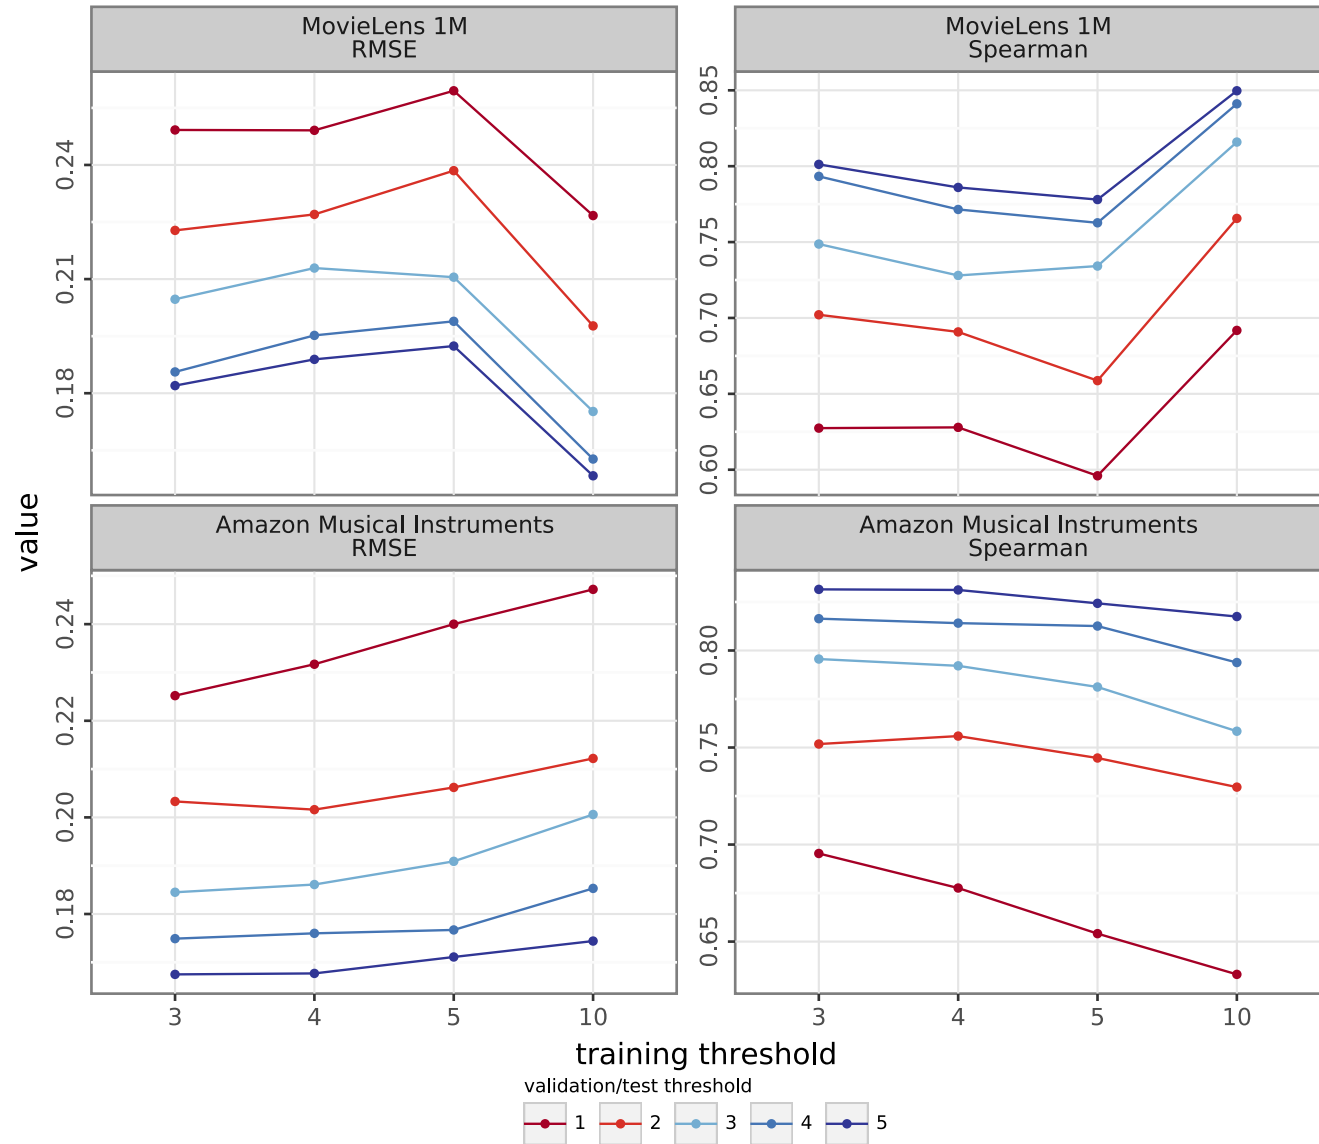 MovieLens 1M
RMSE
MovieLens 1M
Spearman
0.24
0.21
0.18
0.85
0.80
0.75
0.70
0.65
0.60
value
Amazon Musical Instruments
RMSE
Amazon Musical Instruments
Spearman
0.24
0.22
0.20
0.18
0.80
0.75
0.70
0.65
3 4 5 10
3 4 5 10
training threshold
validation/test threshold
1 2 3 4 5